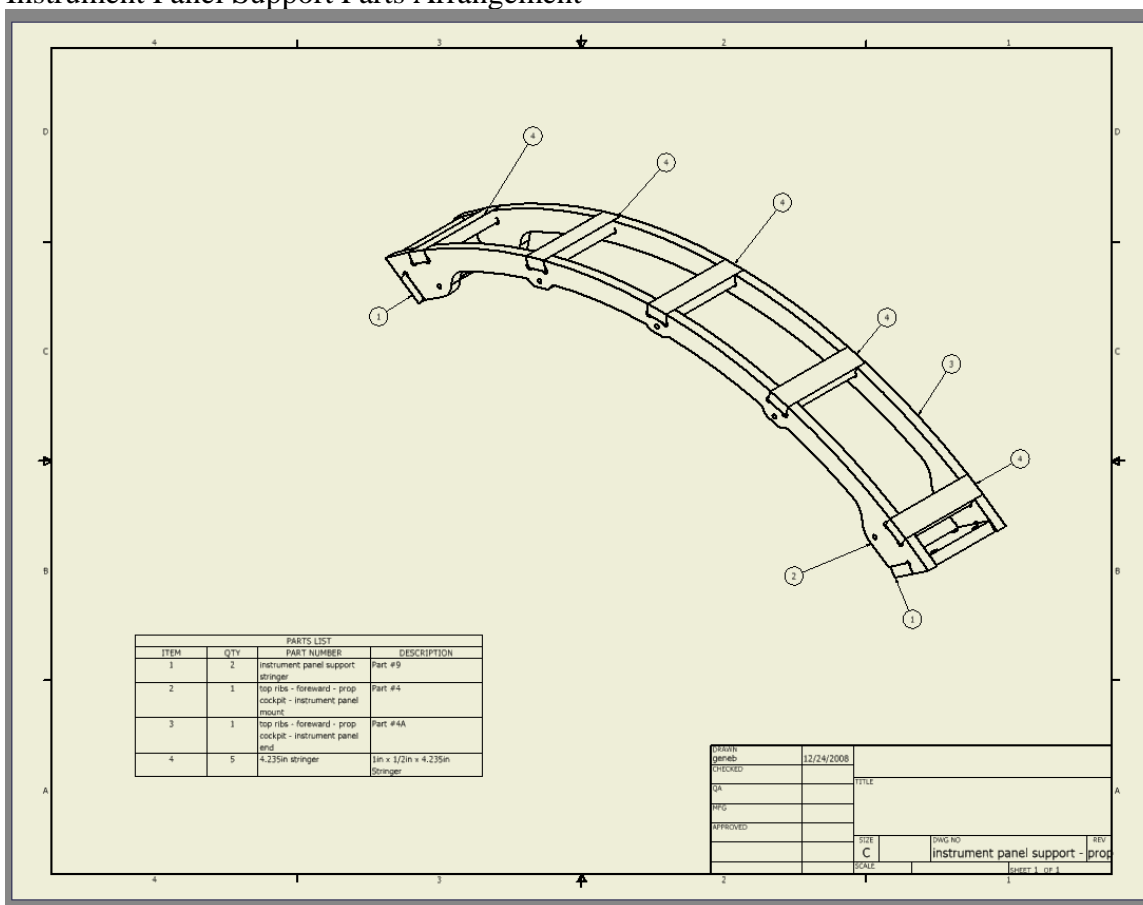 Instrument Panel Support Parts Arrangement
4 3 2 1
D D
4
4
4
1
4
C C
3
4
2
B B
1
PARTS LIST
ITEM QTY PART NUMBER DESCRIPTION
1 2 instrument panel support Part #9
stringer
2 1 top ribs - foreward - prop Part #4
cockpit - instrument panel
mount
3 1 top ribs - foreward - prop Part #4A
cockpit - instrument panel
end
4 5 4.235in stringer 1in x 1/2in x 4.235in
Stringer
DRAWN
geneb 12/24/2008
CHECKED
TITLE
QA
A A
MFG
APPROVED
SIZE DWG NO REV
C instrument panel support - prop
SCALE SHEET 1 OF 1
4 3 2 1